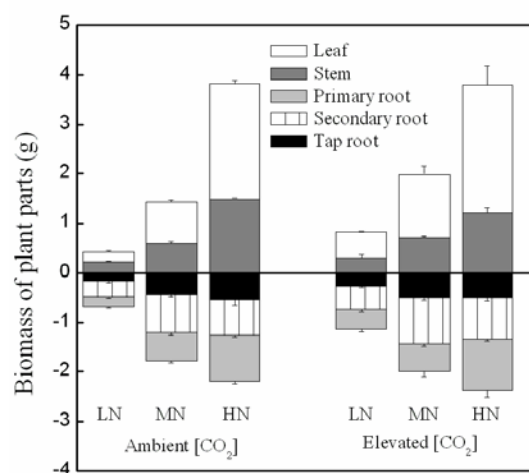 5
4
3
2
1
0
-1
-2
-3
-4
Biomass of plant parts (g)
Leaf
Stem
Primary root
Secondary root
Tap root
LN MN HN LN MN HN
Ambient [CO₂] Elevated [CO₂]